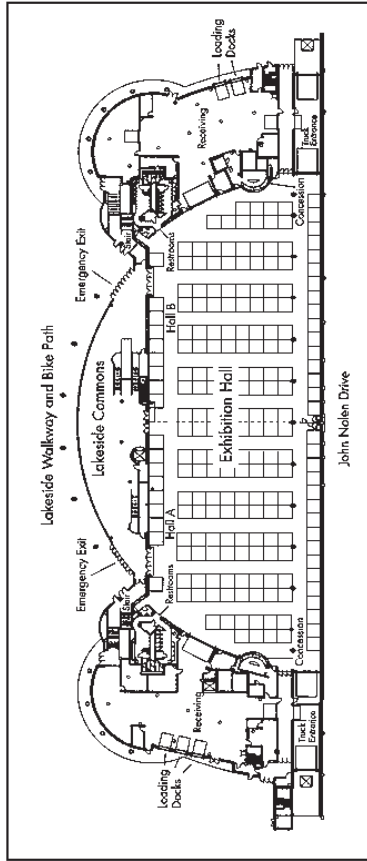 Lakeside Walkway and Bike Path
Emergency Exit
Emergency Exit
Lakeside Commons
Stair
Stair
Loading
Docks
Loading
Docks
Receiving
Receiving
Restrooms
Restrooms
Hall A
Hall B
Exhibition Hall
Concession
Concession
Truck
Entrance
Truck
Entrance
John Nolen Drive